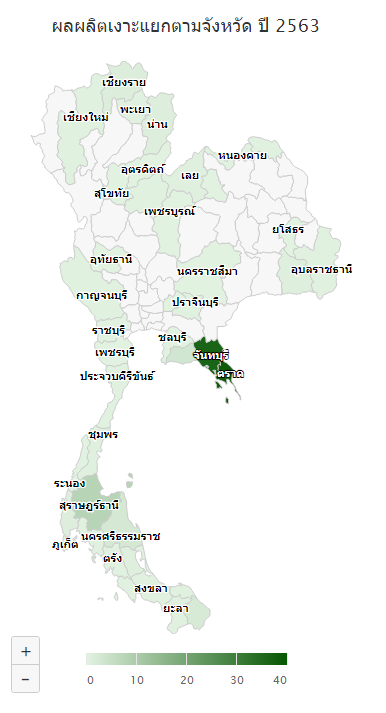 ผลผลิตเงาะแยกตามจังหวัด ปี 2563
เชียงราย
พะเยา
เชียงใหม่
น่าน
หนองคาย
อุตรดิตถ์
เลย
สุโขทัย
เพชรบูรณ์
ยโสธร
อุทัยธานี
นครราชสีมา
อุบลราชธานี
กาญจนบุรี
ปราจีนบุรี
ราชบุรี
ชลบุรี
เพชรบุรี
จันทบุรี
ประจวบคีรีขันธ์
ตราด
ชุมพร
ระนอง
สุราษฎร์ธานี
นครศรีธรรมราช
ภูเก็ต
ตรัง
สงขลา
ยะลา
+
-
0 10 20 30 40